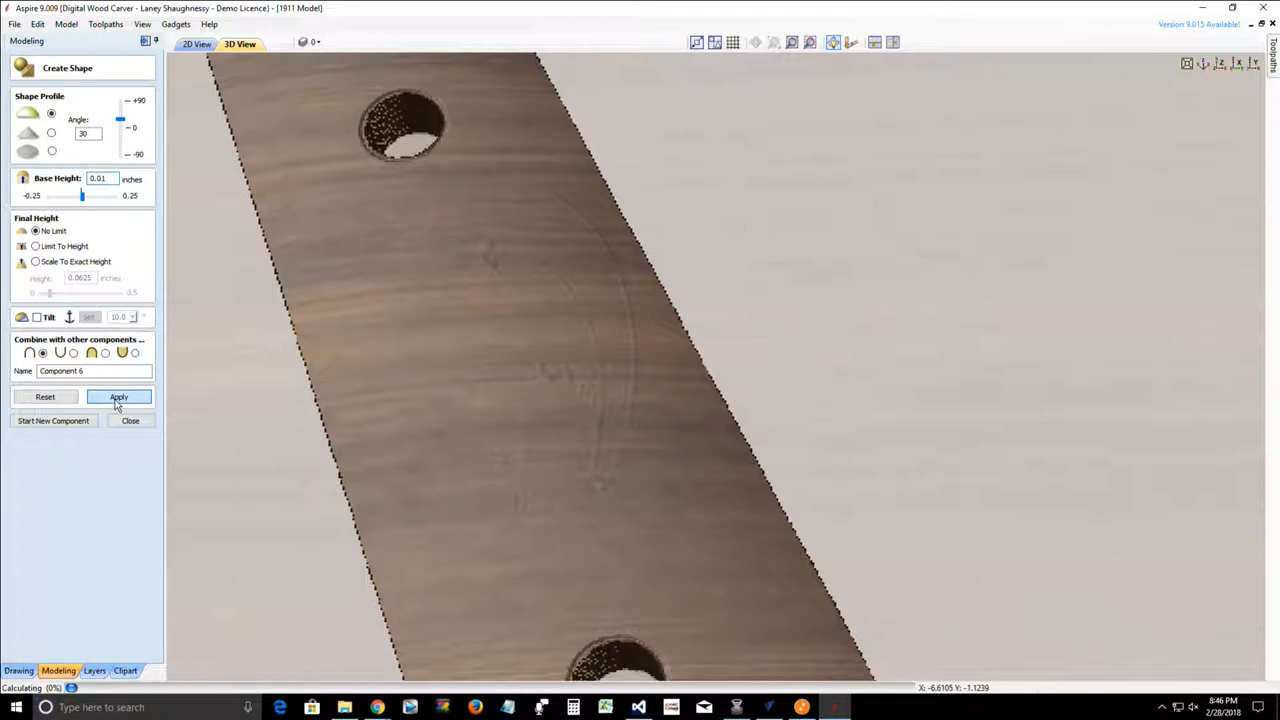 Aspire 9.009 (Digital Wood Carver - Laney Shaughnessy - Demo Licence) - [1911 Model]
File Edit Model Toolpaths View Gadgets Help
Version 9.015 Available!
Modeling
2D View 3D View 0
Toolpaths
Create Shape
Shape Profile
+90
Angle:
0
30
-90
Base Height: 0.01 inches
-0.25 0.25
Final Height
No Limit
Limit To Height
Scale To Exact Height
Height: 0.0625 inches
0 0.5
Tilt Set 10.0 °
Combine with other components ...
Name Component 6
Reset Apply
Start New Component Close
Drawing Modeling Layers Clipart
Calculating (0%)
X: -6.6105 Y: -1.1239
Type here to search
8:46 PM
2/28/2018